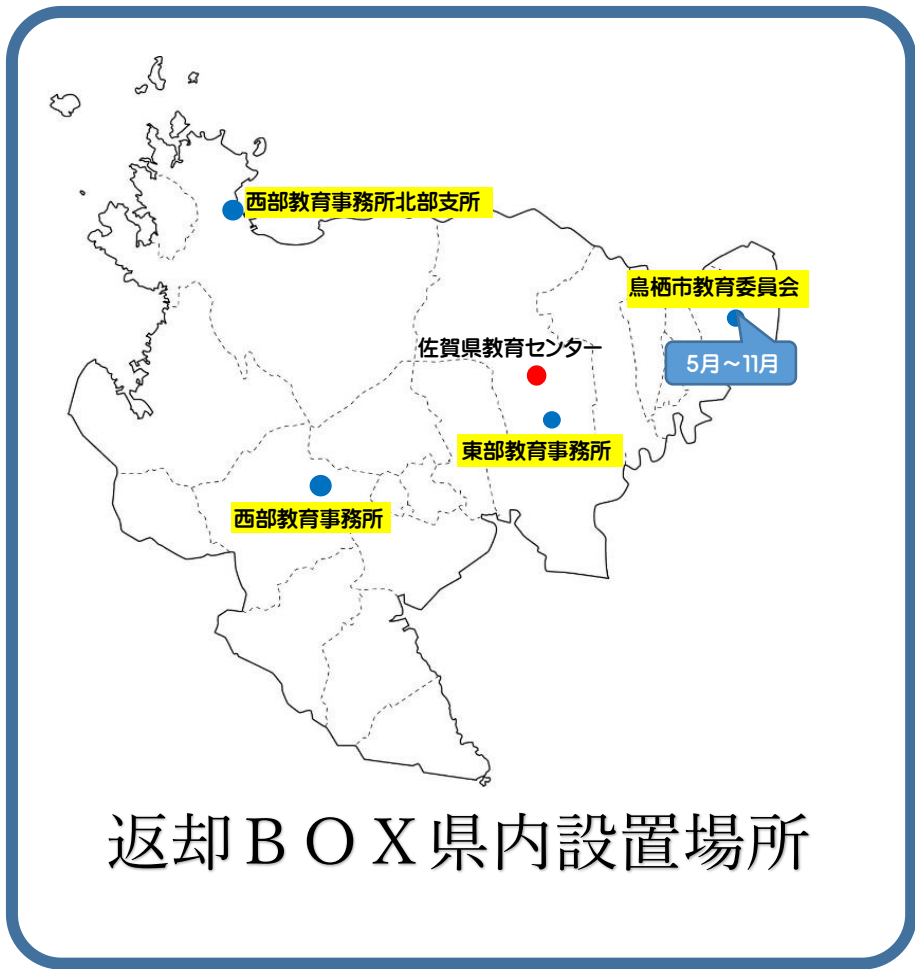 西部教育事務所北部支所
鳥栖市教育委員会
佐賀県教育センター
5月~11月
東部教育事務所
西部教育事務所
返却BOX県内設置場所